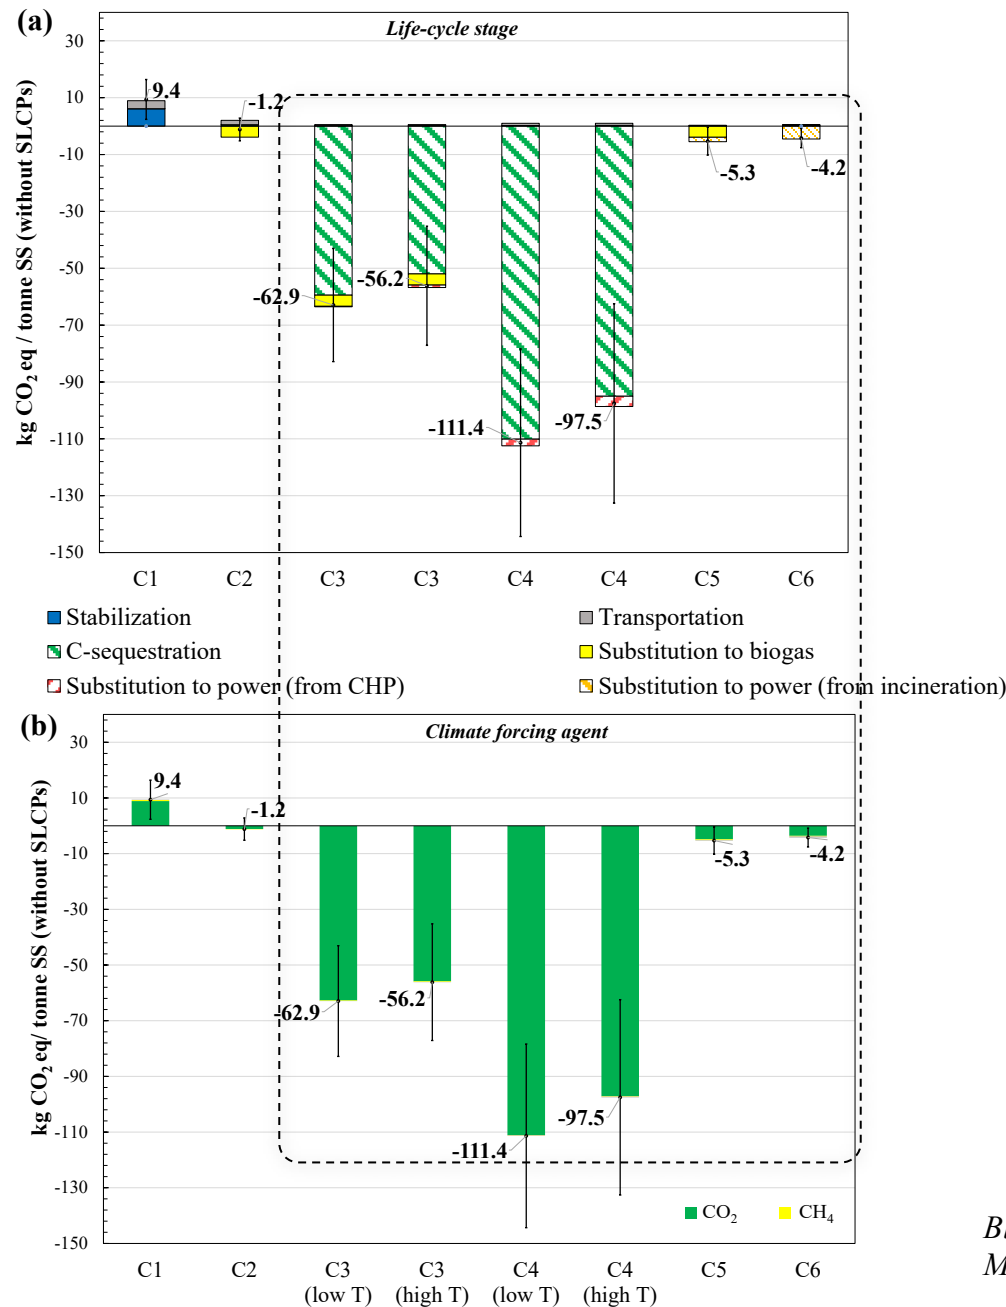 (a)
Life-cycle stage
kg CO₂ eq / tonne SS (without SLCPs)
30
10
-10
-30
-50
-70
-90
-110
-130
-150
9.4
-1.2
-62.9
-56.2
-111.4
-97.5
-5.3
-4.2
C1 C2 C3 C3 C4 C4 C5 C6
Stabilization Transportation
C-sequestration Substitution to biogas
Substitution to power (from CHP) Substitution to power (from incineration)
(b)
Climate forcing agent
kg CO₂ eq/ tonne SS (without SLCPs)
30
10
-10
-30
-50
-70
-90
-110
-130
-150
9.4
-1.2
-62.9
-56.2
-111.4
-97.5
-5.3
-4.2
CO₂ CH₄
C1 C2 C3 C3 C4 C4 C5 C6
(low T) (high T) (low T) (high T)